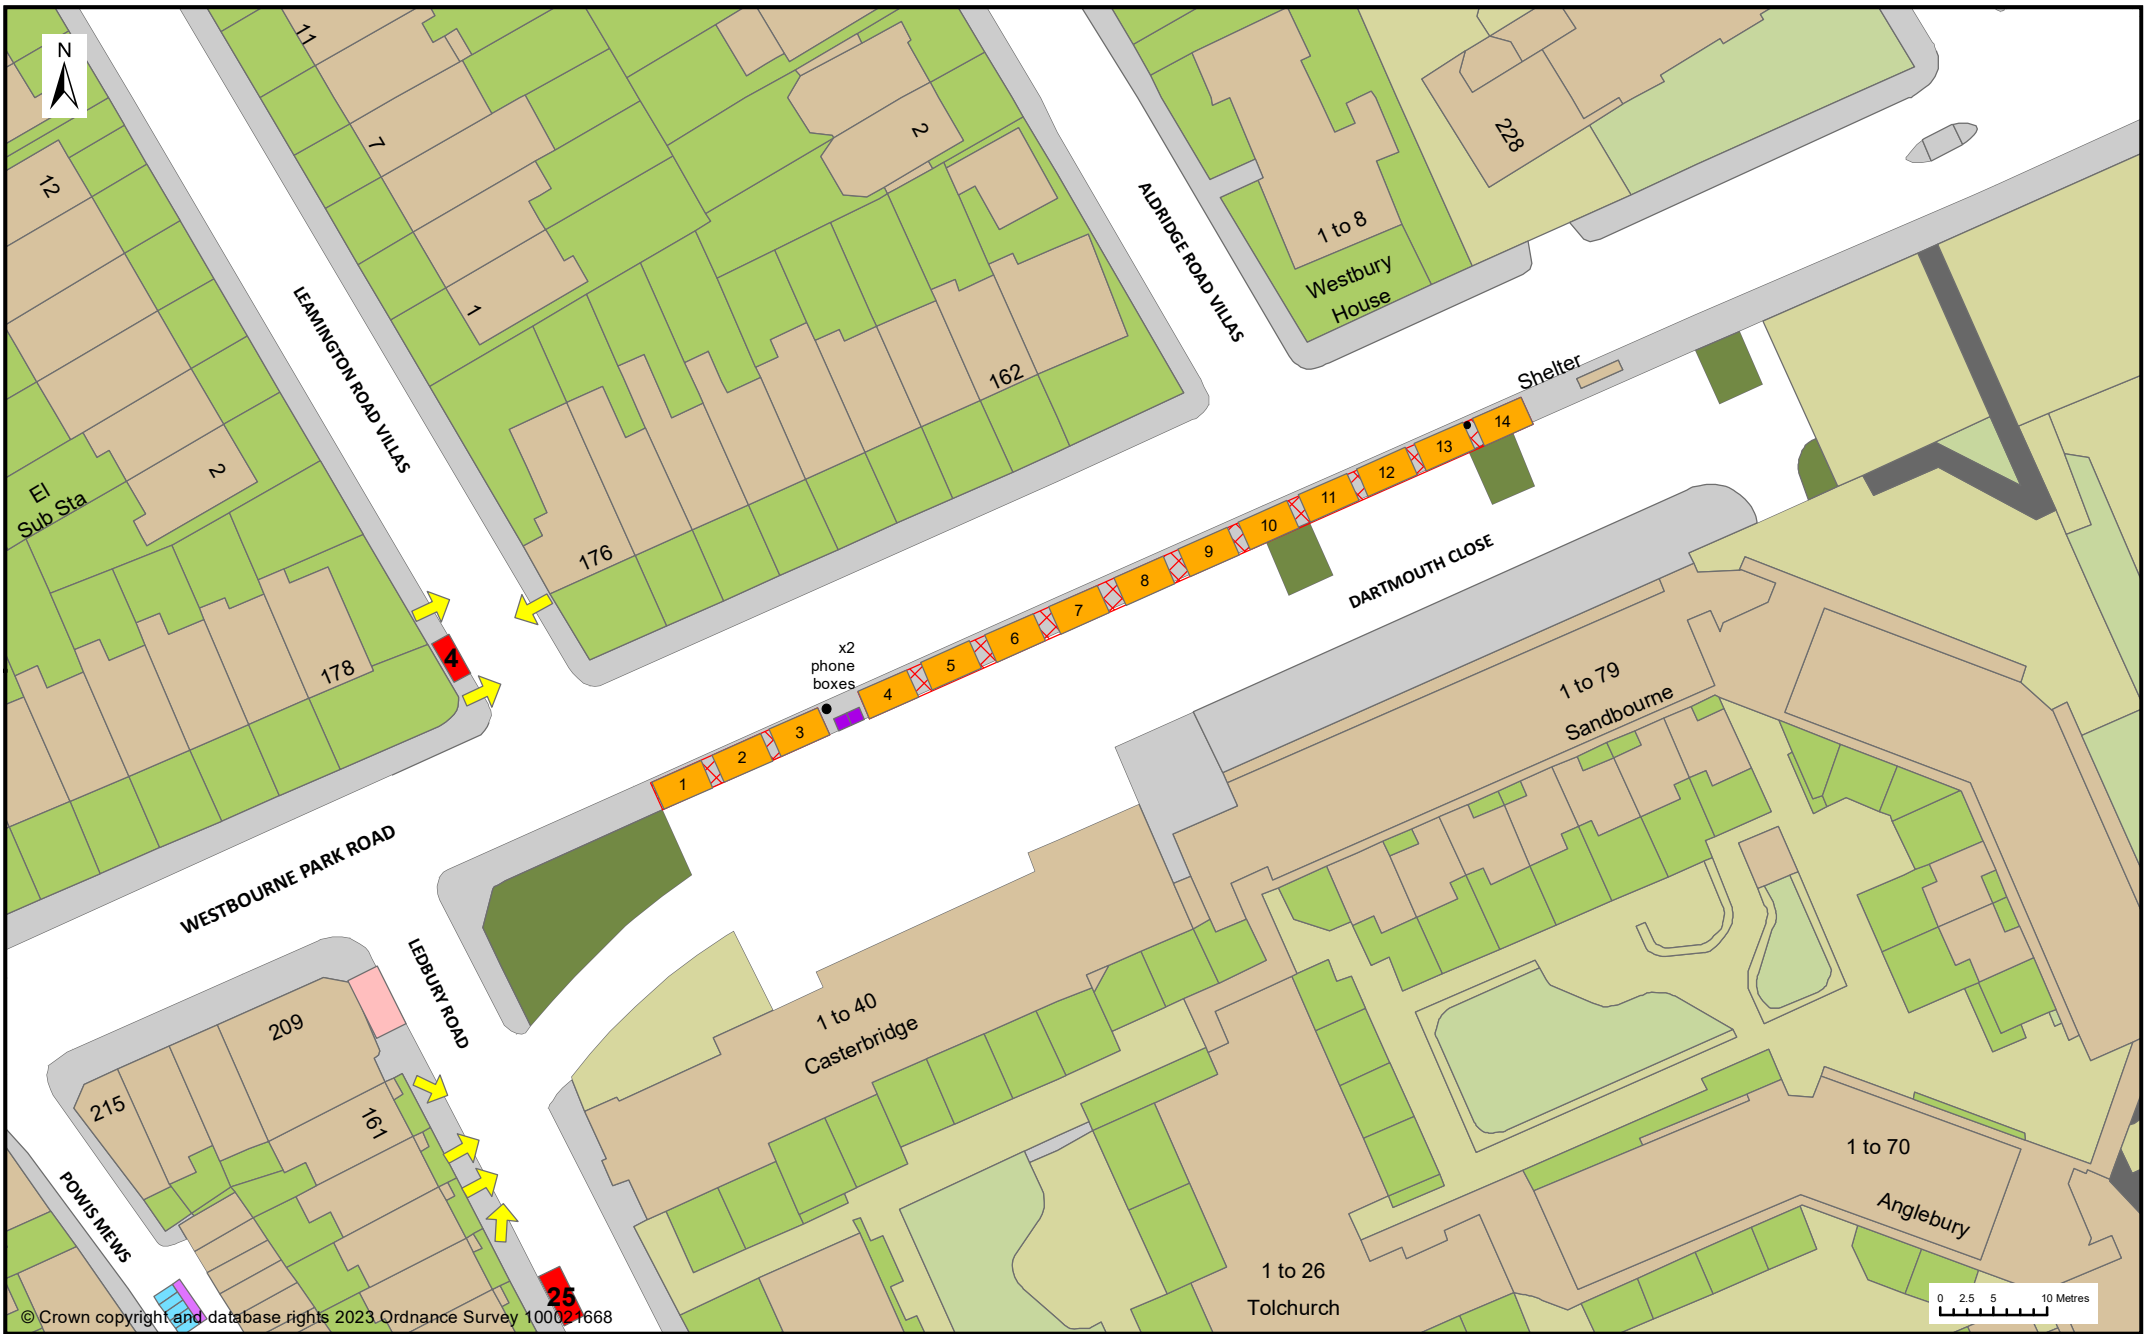 N
11
7
12
2
1
2
228
1 to 8
Westbury
House
LEAMINGTON ROAD VILLAS
ALDRIDGE ROAD VILLAS
162
Shelter
2
El
Sub Sta
176
178
4
x2
phone
boxes
1
2
3
4
5
6
7
8
9
10
11
12
13
14
DARTMOUTH CLOSE
1 to 79
Sandbourne
WESTBOURNE PARK ROAD
LEDBURY ROAD
209
215
161
1 to 40
Casterbridge
POWIS MEWS
1 to 70
Anglebury
1 to 26
Tolchurch
25
0 2.5 5 10 Metres
© Crown copyright and database rights 2023 Ordnance Survey 100021668